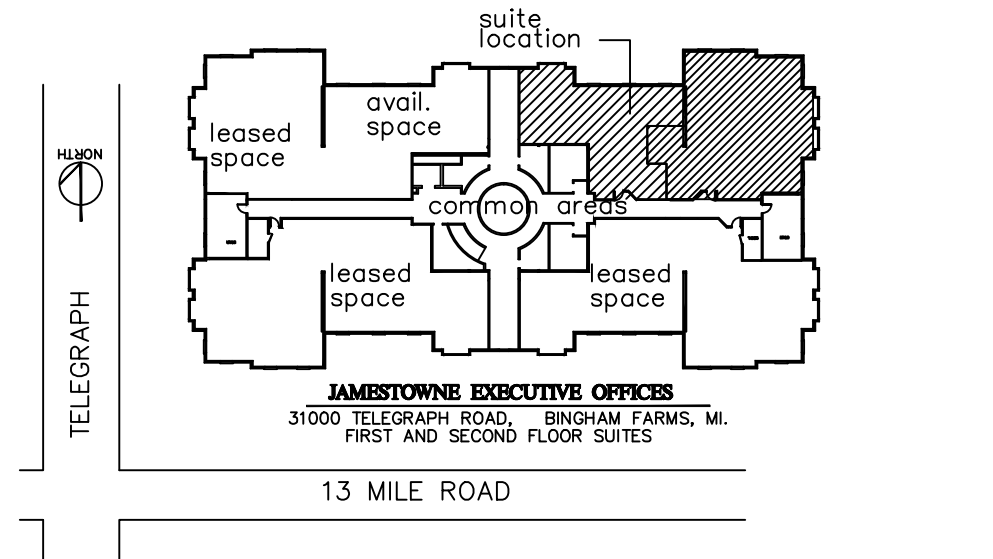 suite
location
avail.
space
leased
space
NORTH
common areas
leased
space
leased
space
TELEGRAPH
JAMESTOWNE EXECUTIVE OFFICES
31000 TELEGRAPH ROAD, BINGHAM FARMS, MI.
FIRST AND SECOND FLOOR SUITES
13 MILE ROAD